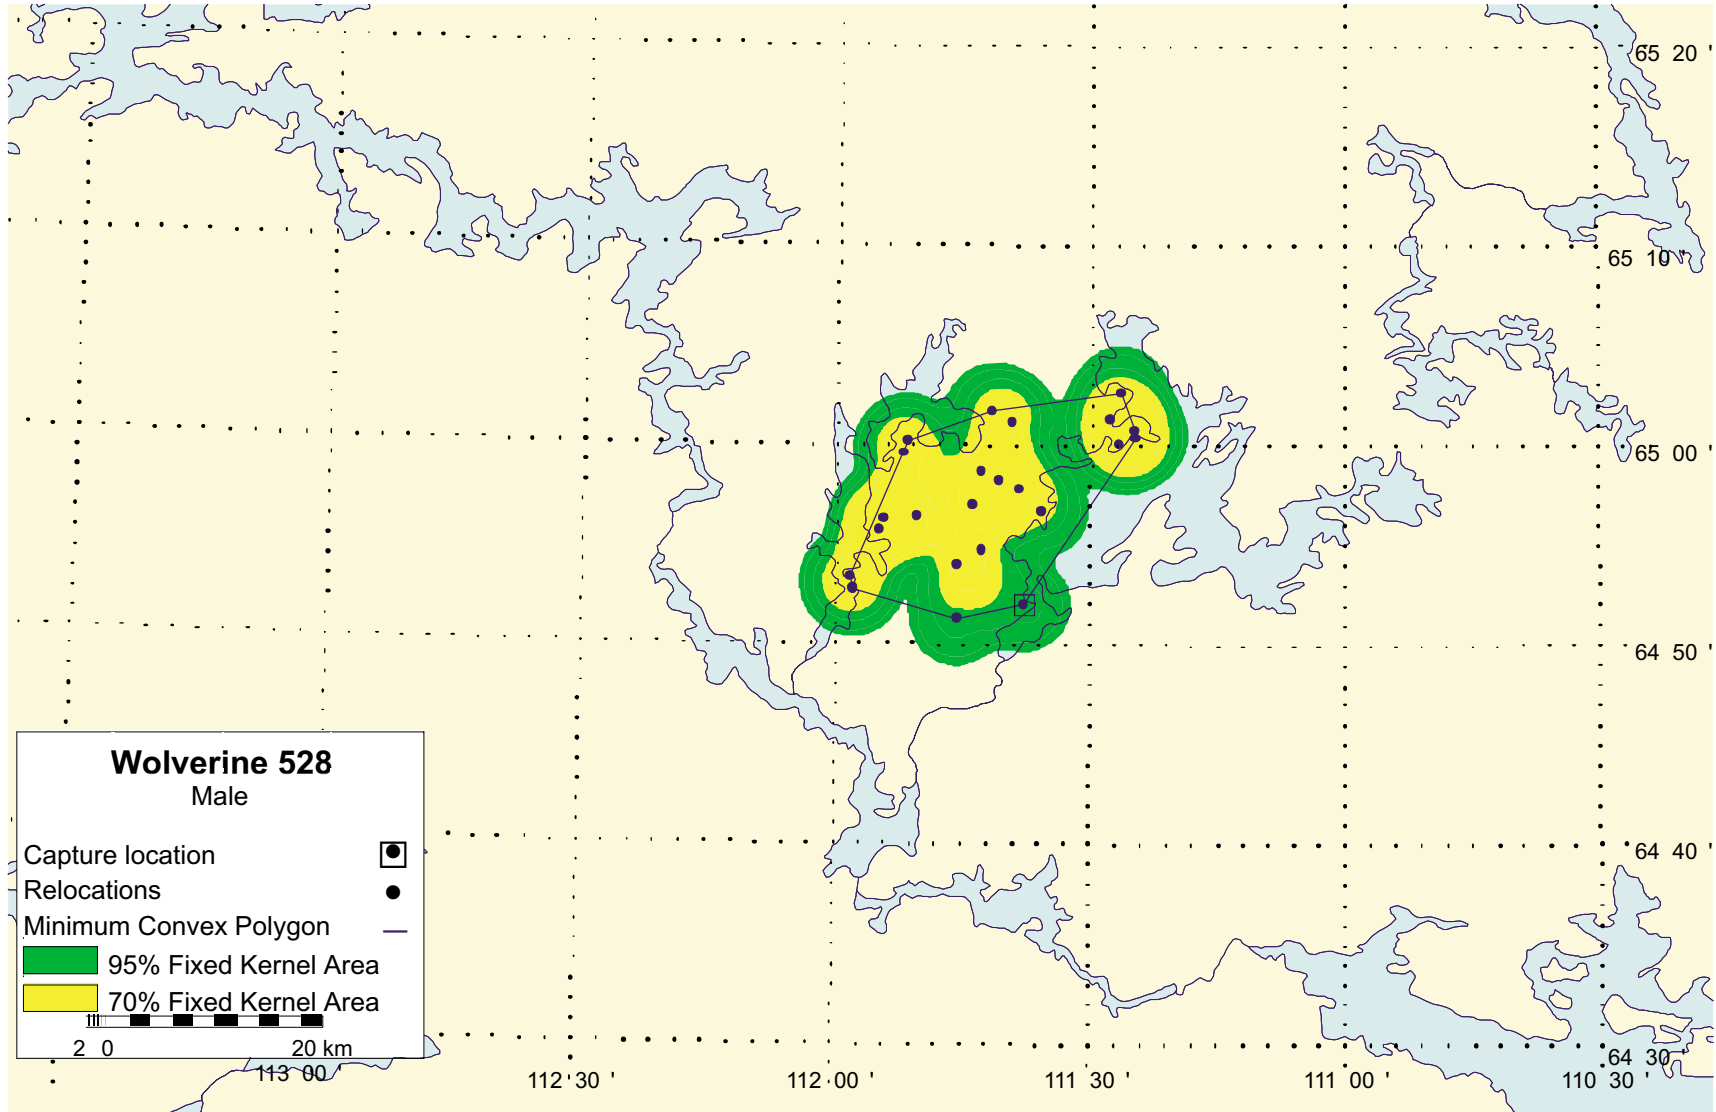 65 20 '
65 10 '
65 00 '
64 50 '
Wolverine 528
Male
Capture location
Relocations
Minimum Convex Polygon
95% Fixed Kernel Area
70% Fixed Kernel Area
2 0 20 km
64 40 '
64 30 '
113 00 '
112 30 '
112 00 '
111 30 '
111 00 '
110 30 '